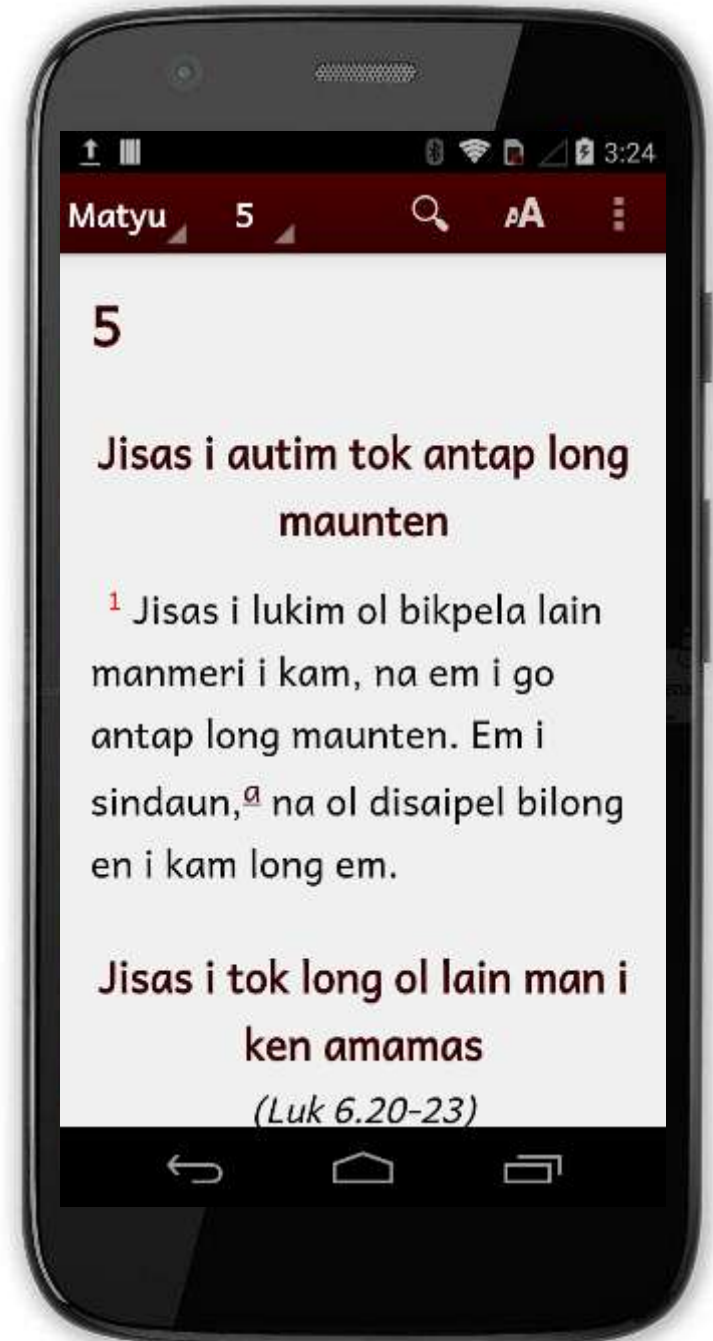 3:24
Matyu 5 AA
5
Jisas i autim tok antap long
maunten
1 Jisas i lukim ol bikpela lain
manmeri i kam, na em i go
antap long maunten. Em i
sindaun,a na ol disaipel bilong
en i kam long em.
Jisas i tok long ol lain man i
ken amamas
(Luk 6.20-23)